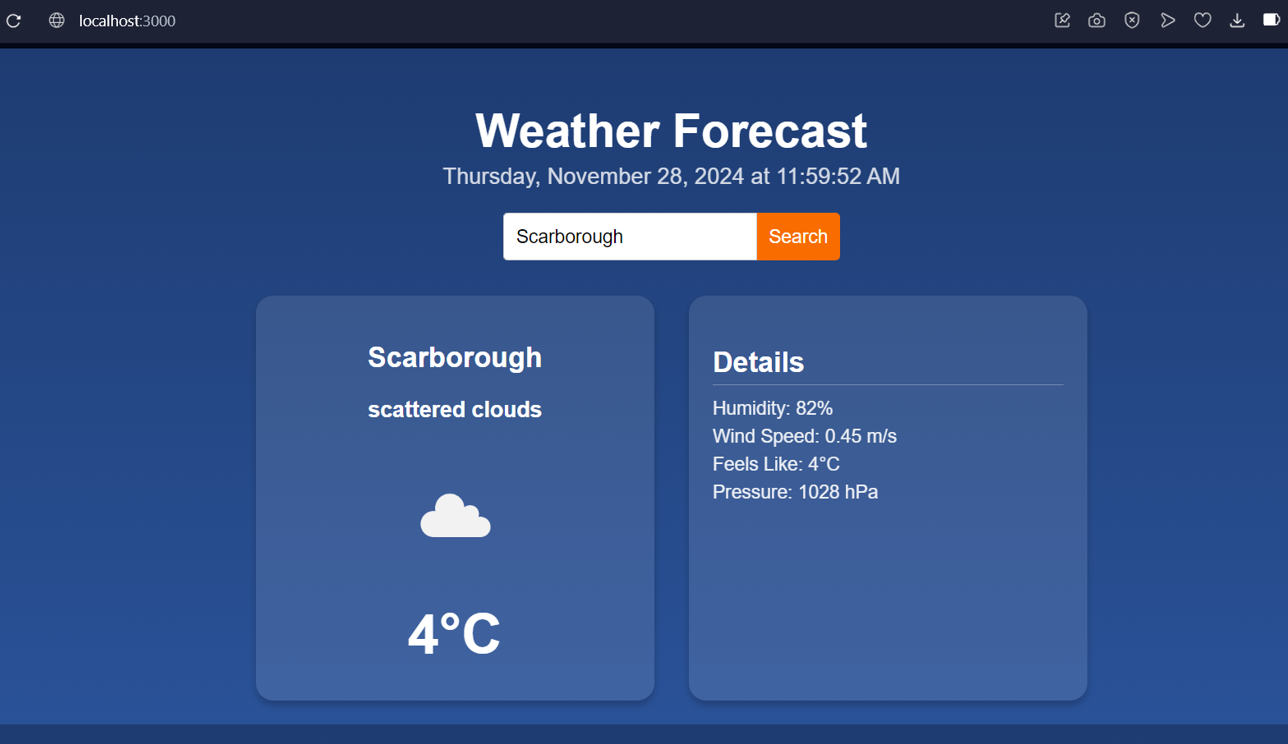 localhost:3000
Weather Forecast
Thursday, November 28, 2024 at 11:59:52 AM
Scarborough
Search
Scarborough
scattered clouds
4°C
Details
Humidity: 82%
Wind Speed: 0.45 m/s
Feels Like: 4°C
Pressure: 1028 hPa